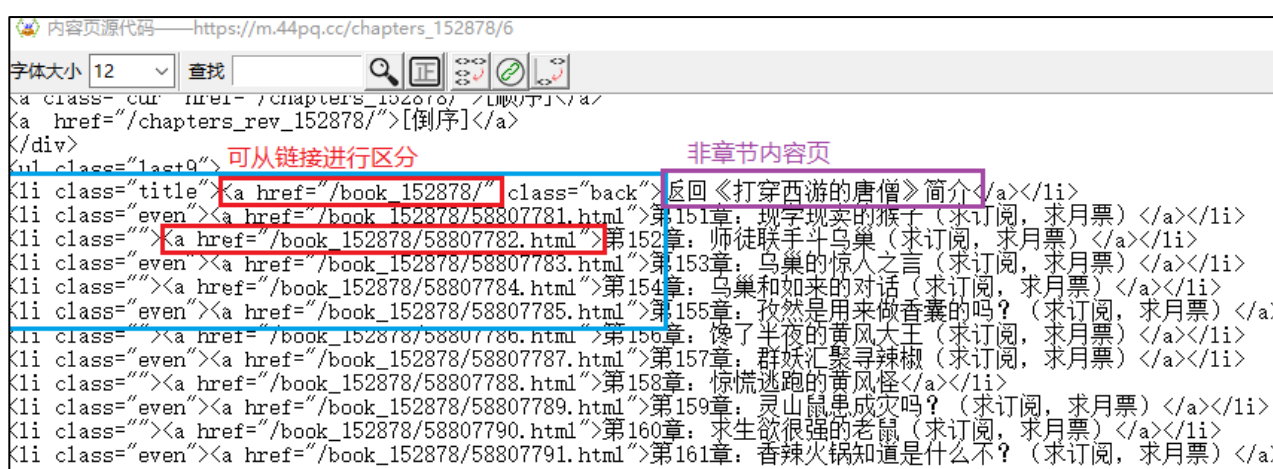 内容页源代码——https://m.44pq.cc/chapters_152878/6
字体大小 12 查找 正
<a class="cur" href="/chapters_152878/">[顺序]</a>
<a  href="/chapters_rev_152878/">[倒序]</a>
</div>
可从链接进行区分 非章节内容页
<ul class="last9">
<li class="title"><a href="/book_152878/" class="back">返回《打穿西游的唐僧》简介</a></li>
<li class="even"><a href="/book_152878/58807781.html">第151章：现学现卖的猴子（求订阅，求月票）</a></li>
<li class=""><a href="/book_152878/58807782.html">第152章：师徒联手斗乌巢（求订阅，求月票）</a></li>
<li class="even"><a href="/book_152878/58807783.html">第153章：乌巢的惊人之言（求订阅，求月票）</a></li>
<li class=""><a href="/book_152878/58807784.html">第154章：乌巢和如来的对话（求订阅，求月票）</a></li>
<li class="even"><a href="/book_152878/58807785.html">第155章：孜然是用来做香囊的吗？（求订阅，求月票）</a>
<li class=""><a href="/book_152878/58807786.html">第156章：馋了半夜的黄风大王（求订阅，求月票）</a></li>
<li class="even"><a href="/book_152878/58807787.html">第157章：群妖汇聚寻辣椒（求订阅，求月票）</a></li>
<li class=""><a href="/book_152878/58807788.html">第158章：惊慌逃跑的黄风怪</a></li>
<li class="even"><a href="/book_152878/58807789.html">第159章：灵山鼠患成灾吗？（求订阅，求月票）</a></li>
<li class=""><a href="/book_152878/58807790.html">第160章：求生欲很强的老鼠（求订阅，求月票）</a></li>
<li class="even"><a href="/book_152878/58807791.html">第161章：香辣火锅知道是什么不？（求订阅，求月票）</a>